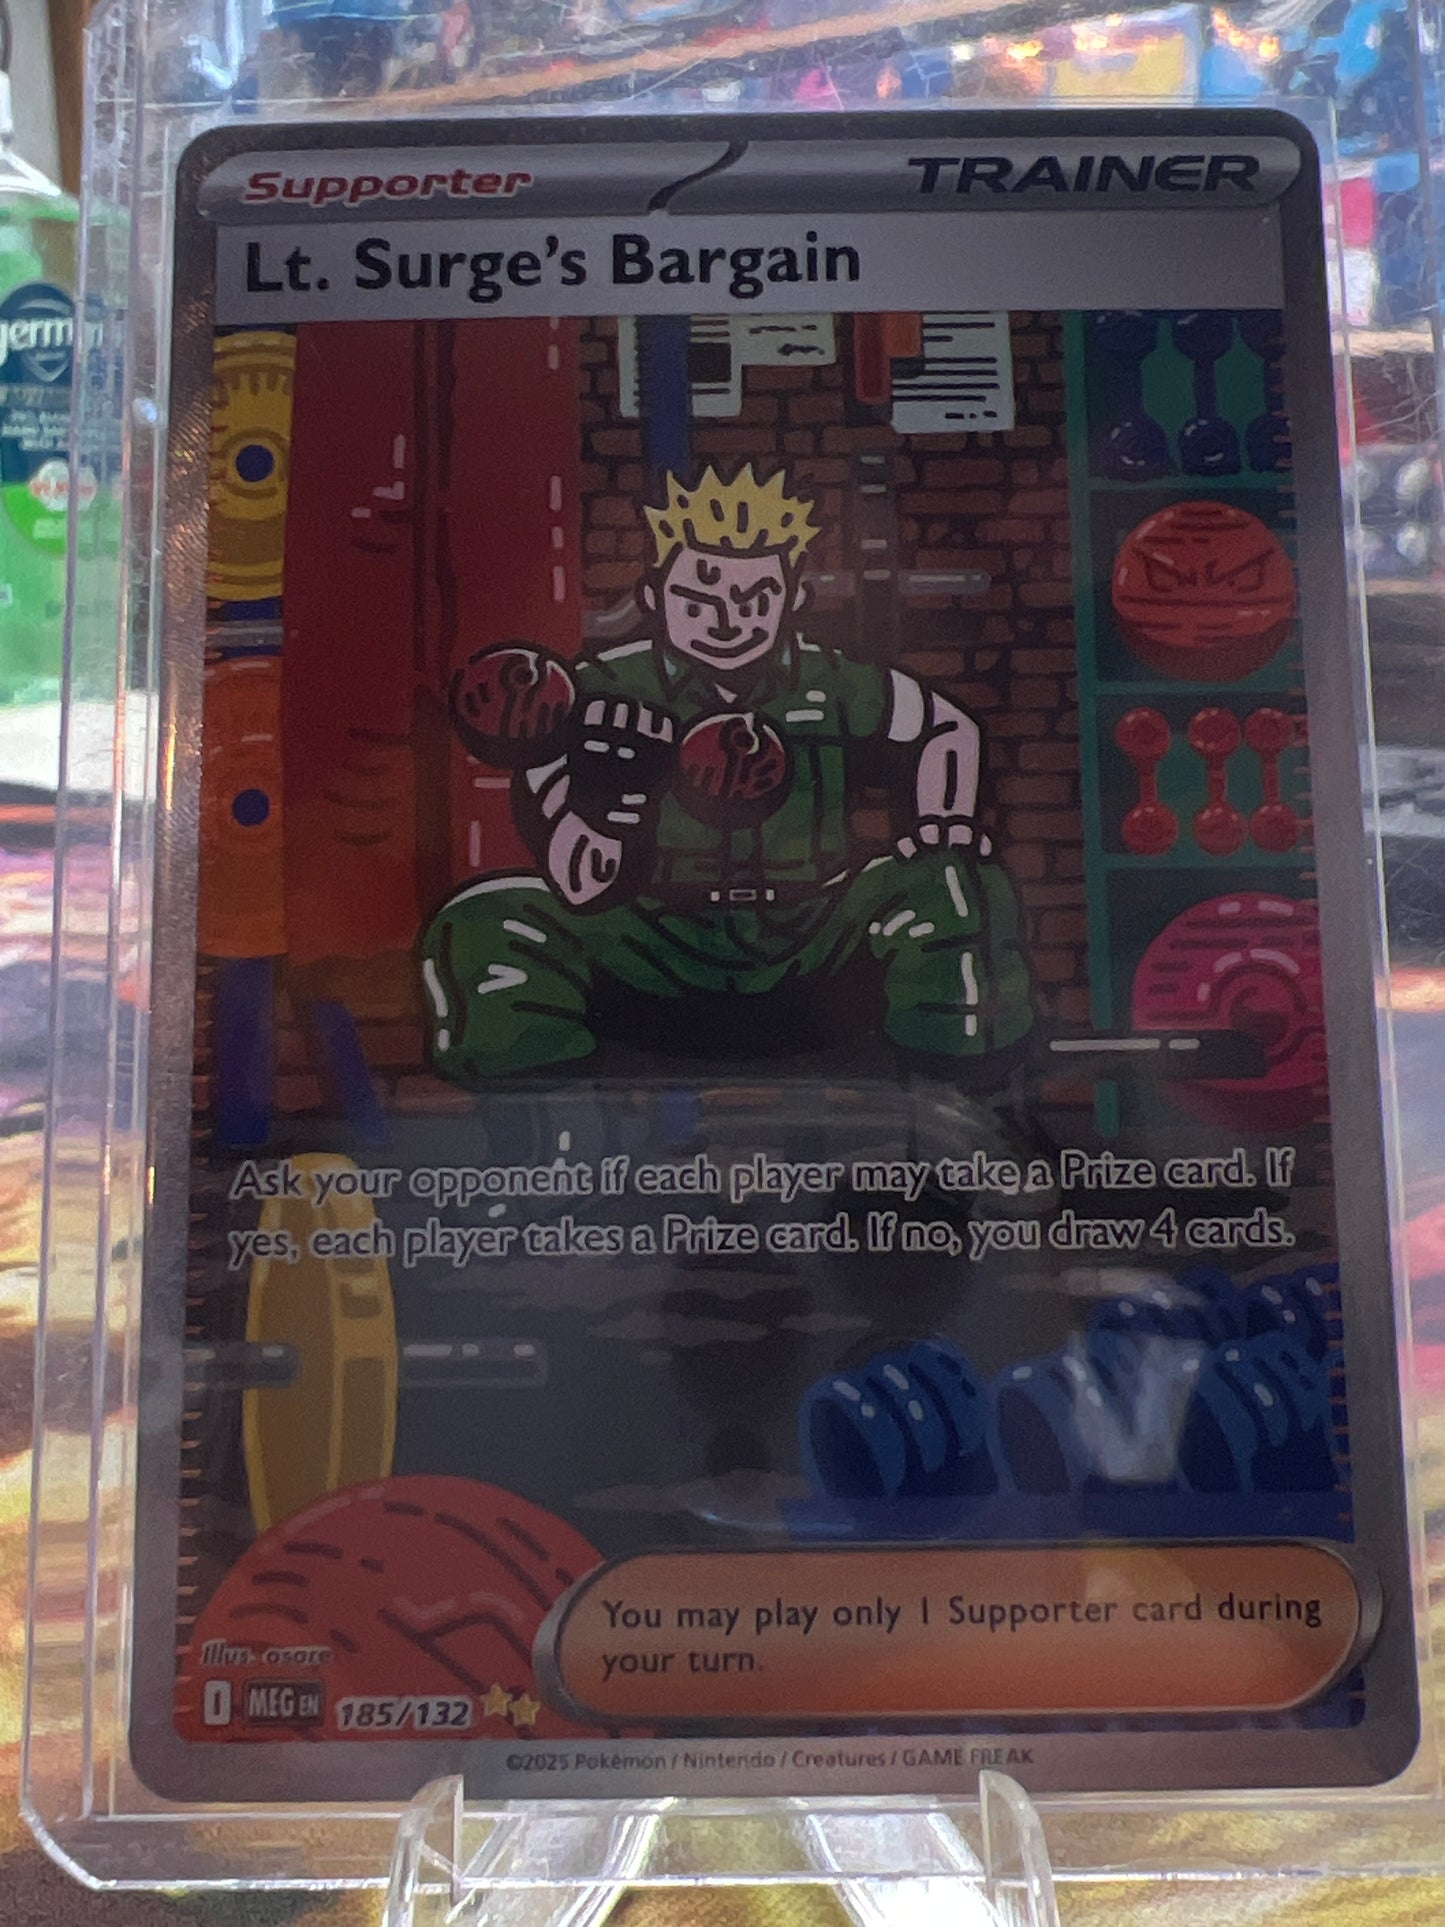 Supporter
TRAINER
Lt. Surge's Bargain
Ask your opponent if each player may take a Prize card. If
yes, each player takes a Prize card. If no, you draw 4 cards.
You may play only 1 Supporter card during
your turn.
Illus. osare
I MEG EN 185/132
©2025 Pokémon / Nintendo / Creatures / GAME FREAK